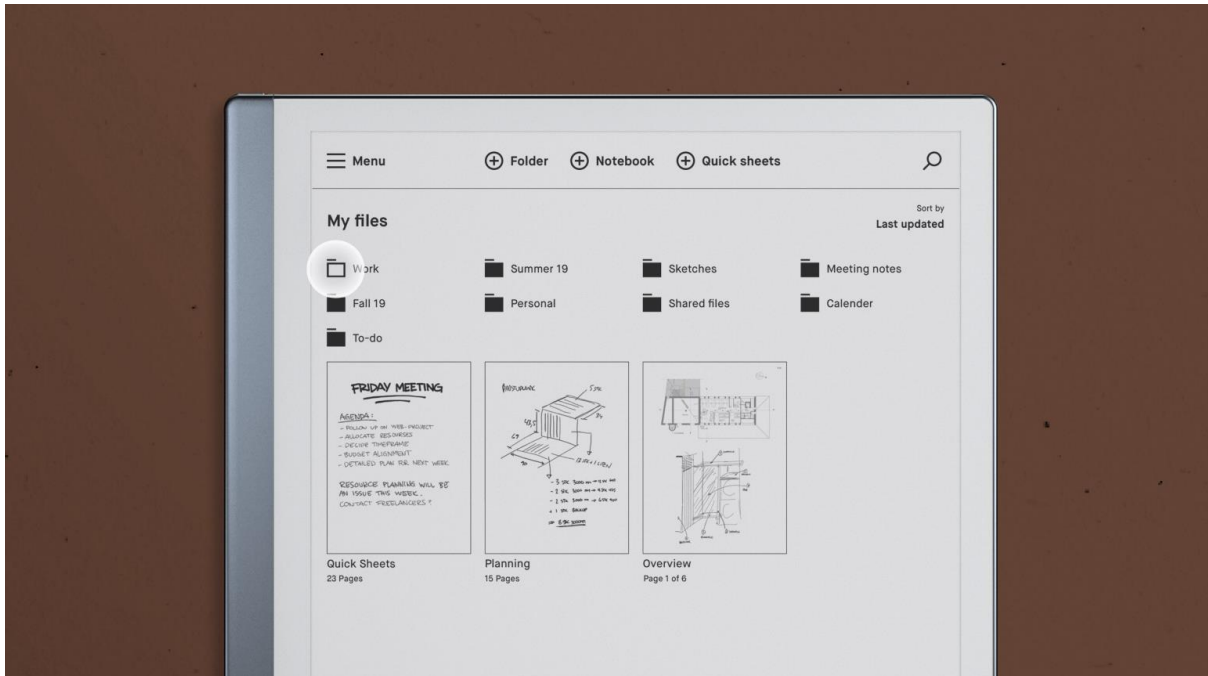 Menu
Folder
Notebook
Quick sheets
My files
Sort by
Last updated
Work
Summer 19
Sketches
Meeting notes
Fall 19
Personal
Shared files
Calender
To-do
FRIDAY MEETING
AGENDA:
- FOLLOW UP ON WEB-PROJECT
- ALLOCATE RESOURCES
- DECIDE TIMEFRAME
- BUDGET ALIGNMENT
- DETAILED PLAN FOR NEXT WEEK
RESOURCE PLANNING WILL BE
AN ISSUE THIS WEEK.
CONTACT FREELANCERS!
Quick Sheets
23 Pages
Planning
15 Pages
Overview
Page 1 of 6